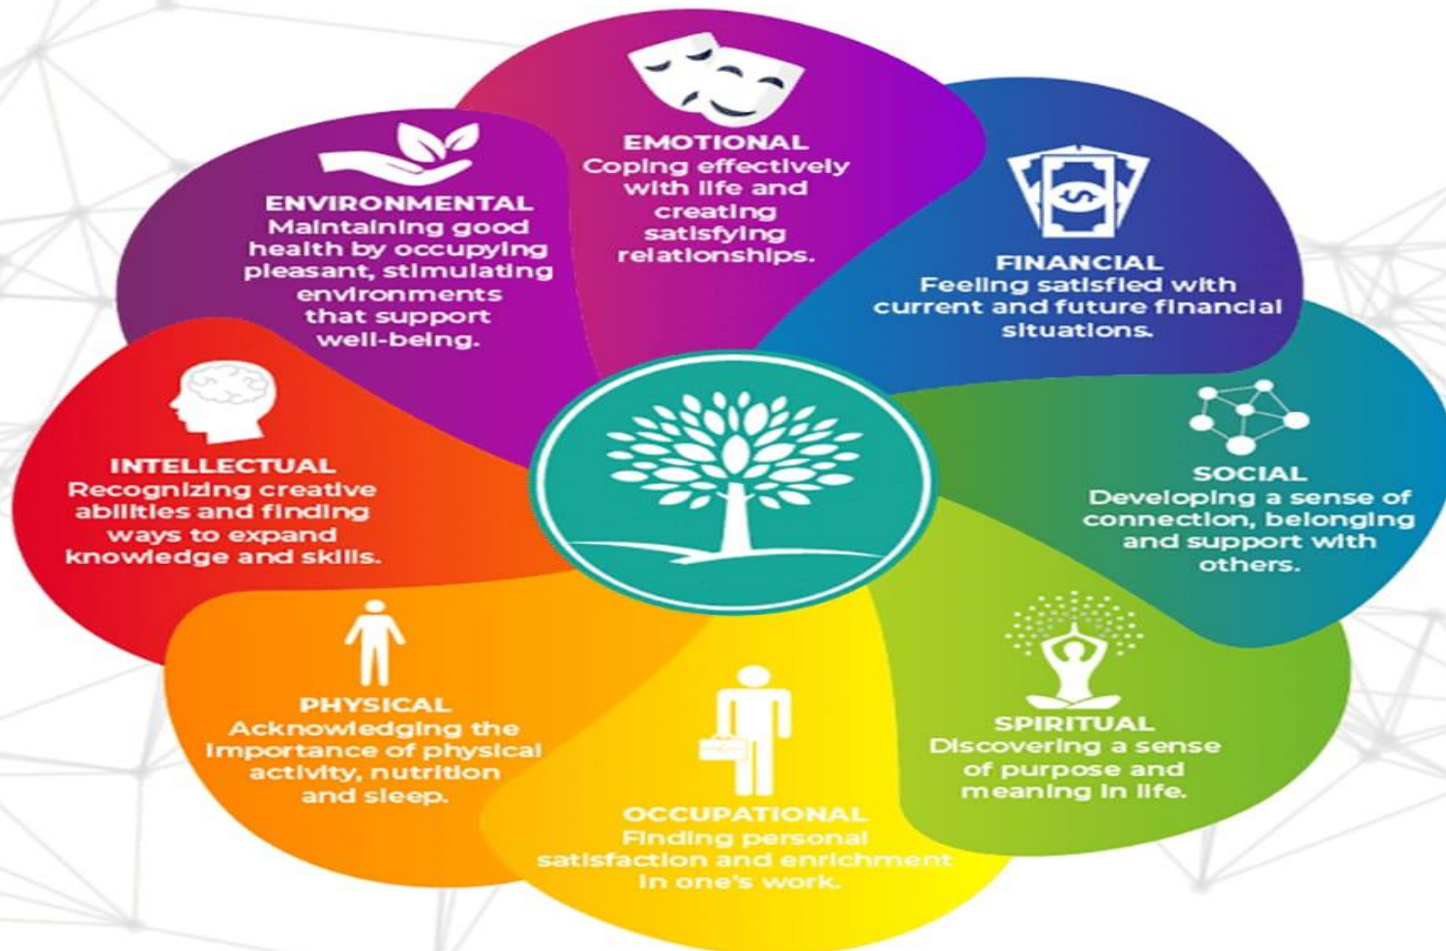 EMOTIONAL
Coping effectively
with life and
creating
satisfying
relationships.
FINANCIAL
Feeling satisfied with
current and future financial
situations.
SOCIAL
Developing a sense of
connection, belonging
and support with
others.
SPIRITUAL
Discovering a sense
of purpose and
meaning in life.
OCCUPATIONAL
Finding personal
satisfaction and enrichment
in one's work.
PHYSICAL
Acknowledging the
importance of physical
activity, nutrition
and sleep.
INTELLECTUAL
Recognizing creative
abilities and finding
ways to expand
knowledge and skills.
ENVIRONMENTAL
Maintaining good
health by occupying
pleasant, stimulating
environments
that support
well-being.